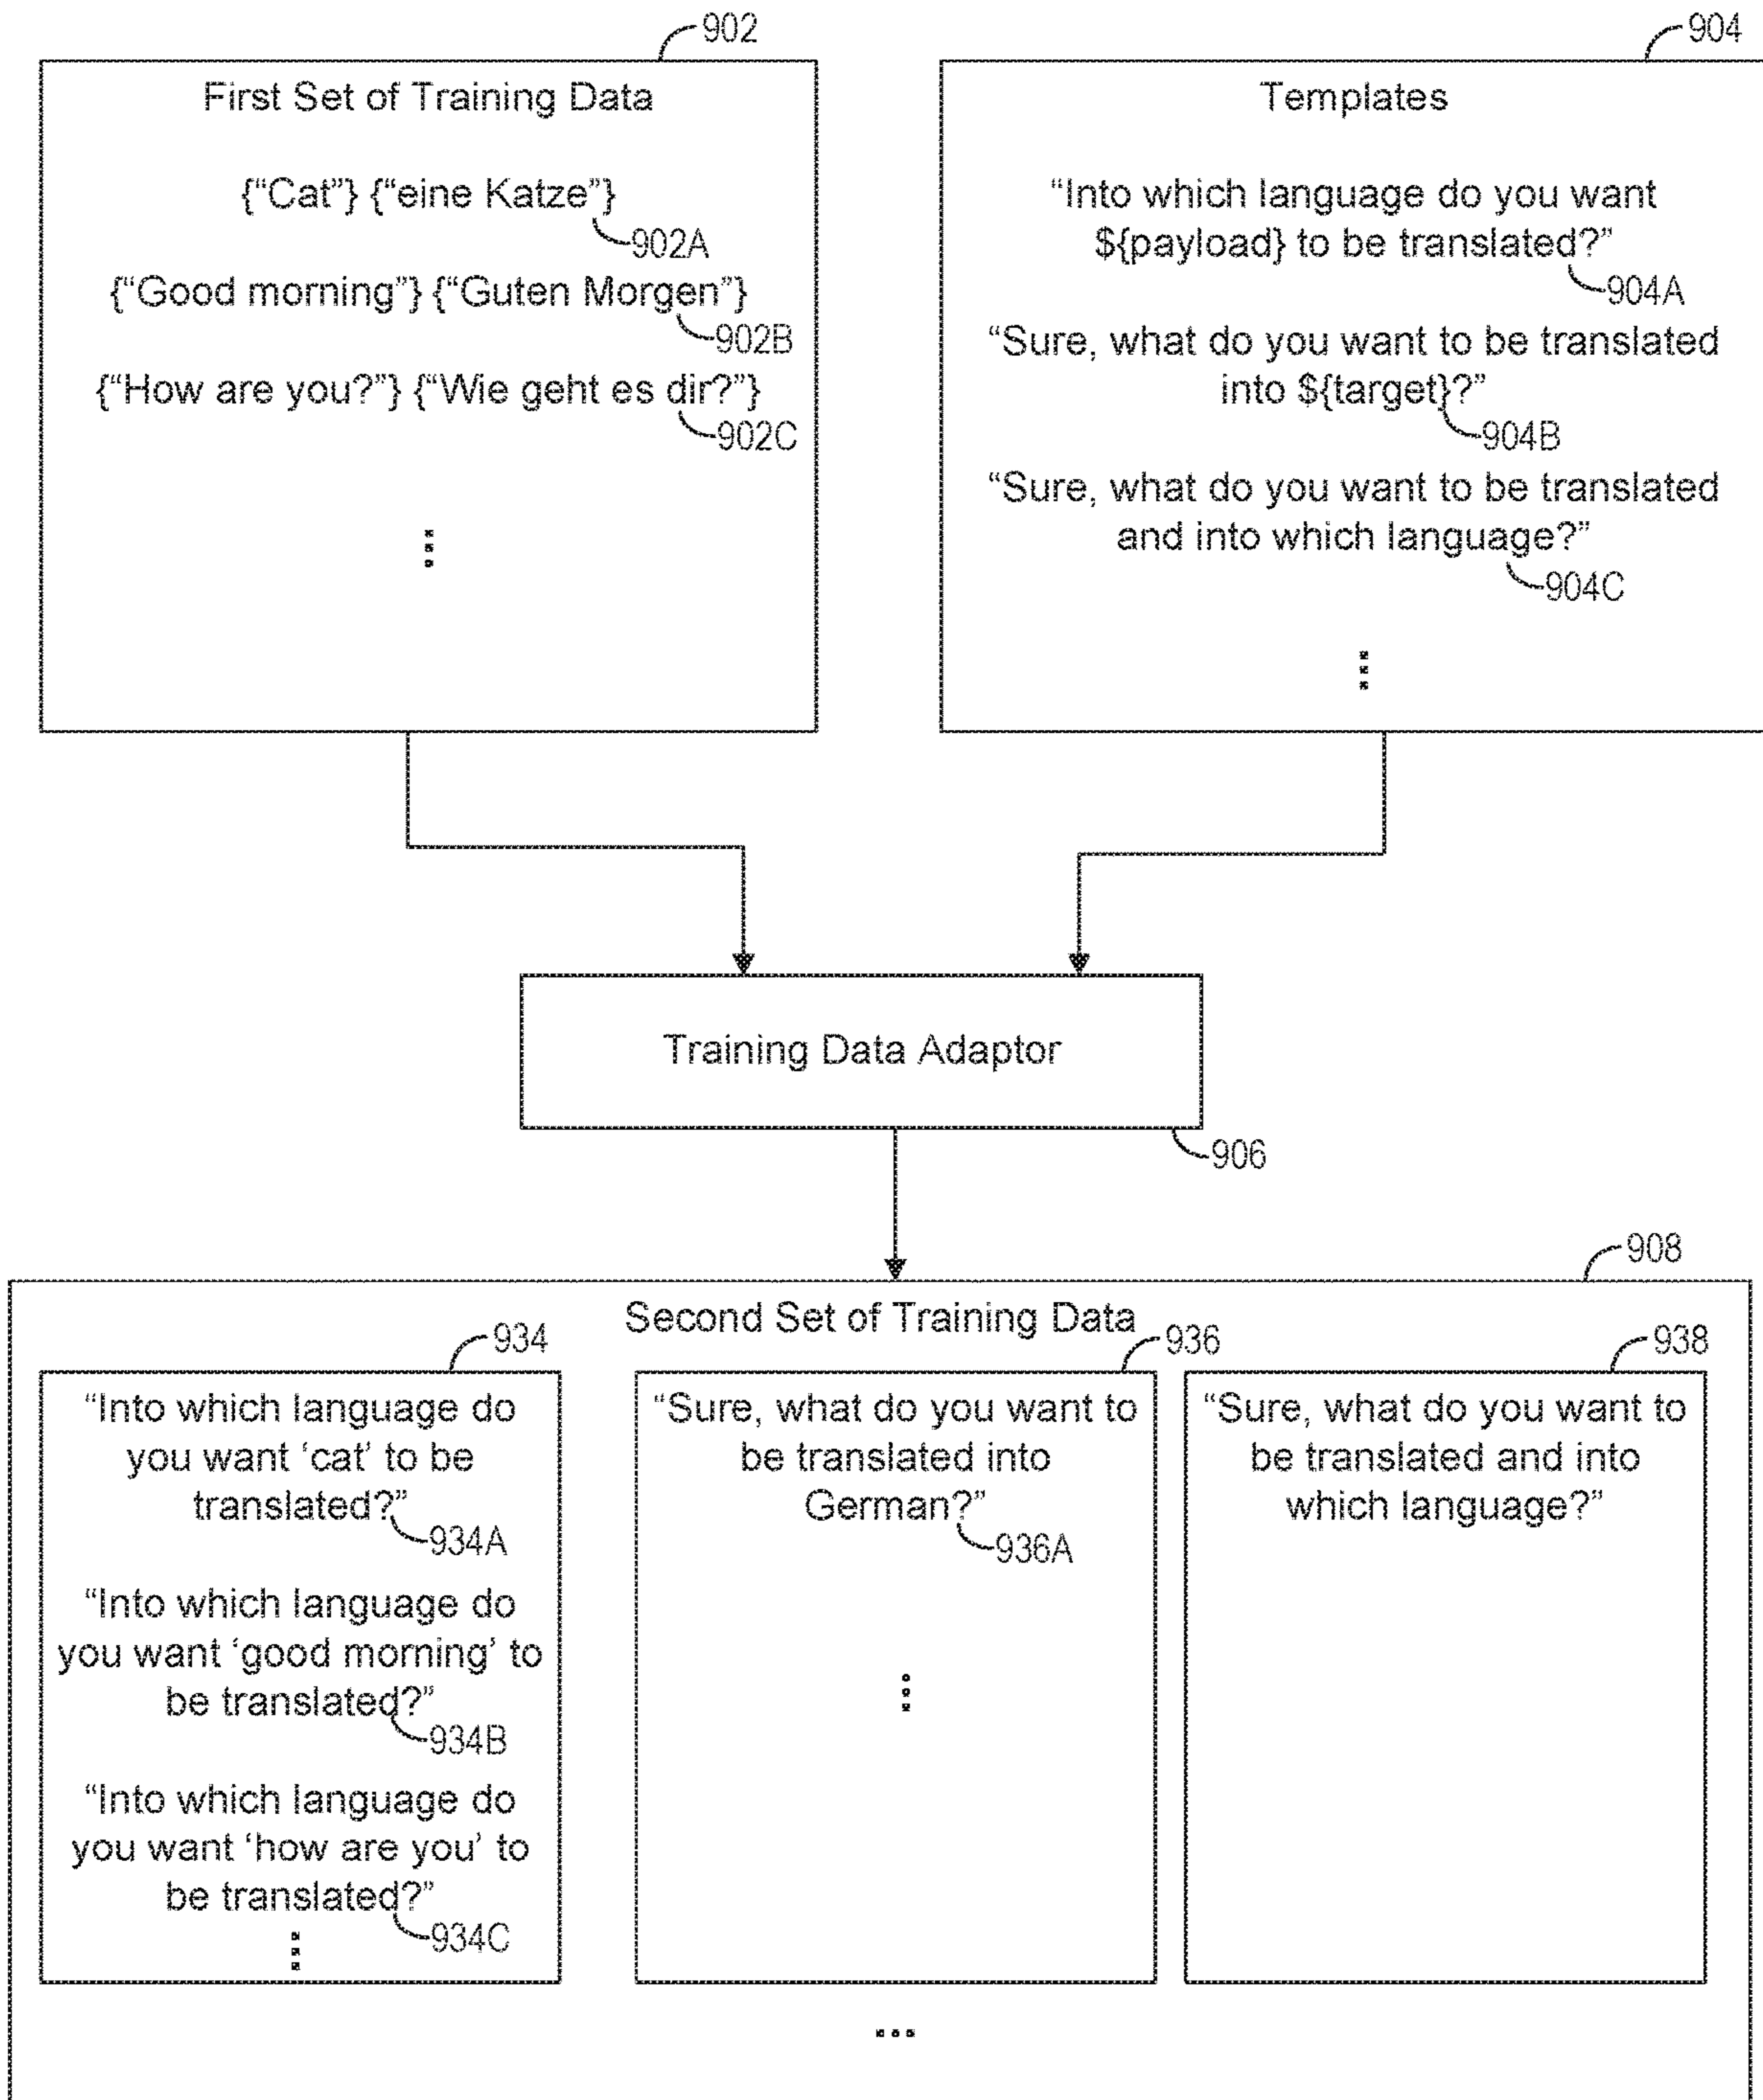 902
First Set of Training Data
{“Cat”} {“eine Katze”}
902A
{“Good morning”} {“Guten Morgen”}
902B
{“How are you?”} {“Wie geht es dir?”}
902C
904
Templates
“Into which language do you want
${payload} to be translated?”
904A
“Sure, what do you want to be translated
into ${target}?”
904B
“Sure, what do you want to be translated
and into which language?”
904C
Training Data Adaptor
906
908
Second Set of Training Data
934
“Into which language do
you want ‘cat’ to be
translated?”
934A
“Into which language do
you want ‘good morning’ to
be translated?”
934B
“Into which language do
you want ‘how are you’ to
be translated?”
934C
936
“Sure, what do you want to
be translated into
German?”
936A
938
“Sure, what do you want to
be translated and into
which language?”